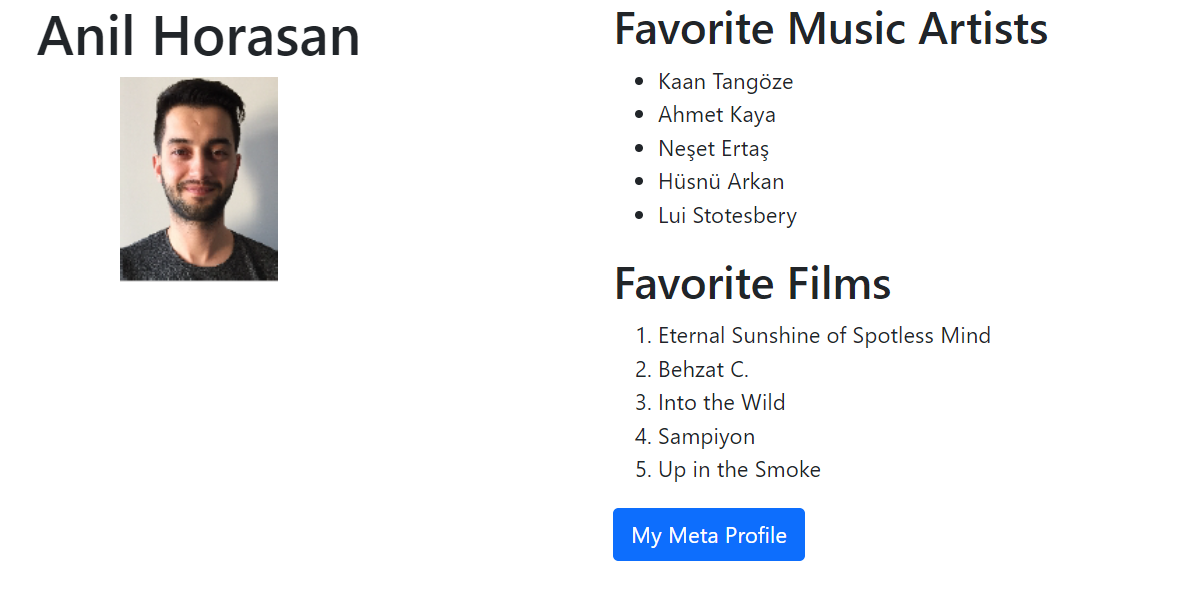 Anil Horasan
Favorite Music Artists
Kaan Tangöze
Ahmet Kaya
Neşet Ertaş
Hüsnü Arkan
Lui Stotesbery
Favorite Films
1. Eternal Sunshine of Spotless Mind
2. Behzat C.
3. Into the Wild
4. Sampiyon
5. Up in the Smoke
My Meta Profile